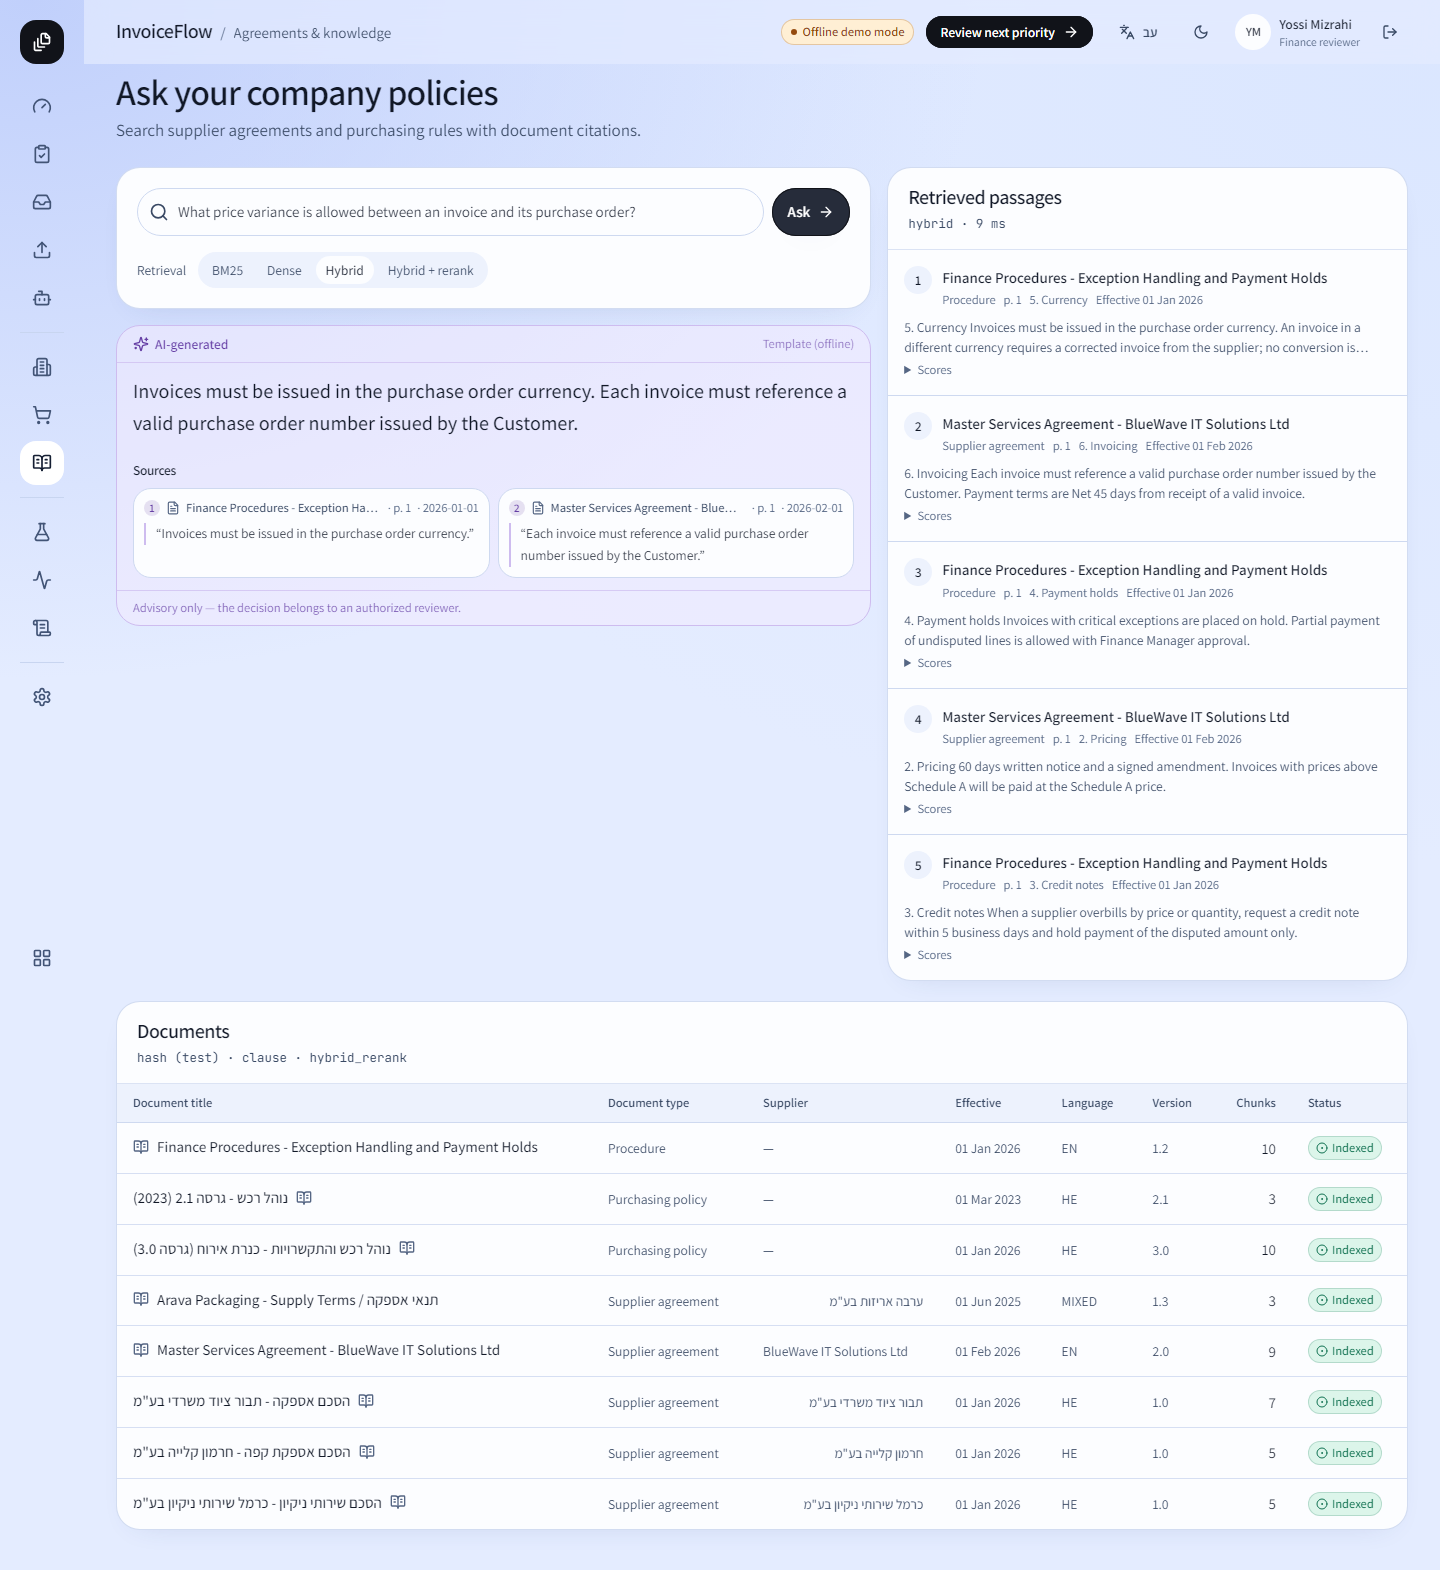 InvoiceFlow / Agreements & knowledge
Offline demo mode
Review next priority
עב
YM
Yossi Mizrahi
Finance reviewer
Ask your company policies
Search supplier agreements and purchasing rules with document citations.
What price variance is allowed between an invoice and its purchase order?
Ask
Retrieval BM25 Dense Hybrid Hybrid + rerank
AI-generated
Template (offline)
Invoices must be issued in the purchase order currency. Each invoice must reference a
valid purchase order number issued by the Customer.
Sources
1 Finance Procedures - Exception Ha… · p. 1 · 2026-01-01
“Invoices must be issued in the purchase order currency.”
2 Master Services Agreement - Blue… · p. 1 · 2026-02-01
“Each invoice must reference a valid purchase order
number issued by the Customer.”
Advisory only — the decision belongs to an authorized reviewer.
Retrieved passages
hybrid · 9 ms
1 Finance Procedures - Exception Handling and Payment Holds
Procedure p. 1 5. Currency Effective 01 Jan 2026
5. Currency Invoices must be issued in the purchase order currency. An invoice in a
different currency requires a corrected invoice from the supplier; no conversion is…
Scores
2 Master Services Agreement - BlueWave IT Solutions Ltd
Supplier agreement p. 1 6. Invoicing Effective 01 Feb 2026
6. Invoicing Each invoice must reference a valid purchase order number issued by the
Customer. Payment terms are Net 45 days from receipt of a valid invoice.
Scores
3 Finance Procedures - Exception Handling and Payment Holds
Procedure p. 1 4. Payment holds Effective 01 Jan 2026
4. Payment holds Invoices with critical exceptions are placed on hold. Partial payment
of undisputed lines is allowed with Finance Manager approval.
Scores
4 Master Services Agreement - BlueWave IT Solutions Ltd
Supplier agreement p. 1 2. Pricing Effective 01 Feb 2026
2. Pricing 60 days written notice and a signed amendment. Invoices with prices above
Schedule A will be paid at the Schedule A price.
Scores
5 Finance Procedures - Exception Handling and Payment Holds
Procedure p. 1 3. Credit notes Effective 01 Jan 2026
3. Credit notes When a supplier overbills by price or quantity, request a credit note
within 5 business days and hold payment of the disputed amount only.
Scores
Documents
hash (test) · clause · hybrid_rerank
Document title Document type Supplier Effective Language Version Chunks Status
Finance Procedures - Exception Handling and Payment Holds Procedure — 01 Jan 2026 EN 1.2 10 Indexed
נוהל רכש - גרסה 2.1 (2023) Purchasing policy — 01 Mar 2023 HE 2.1 3 Indexed
נוהל רכש והתקשרויות - כנרת אירוח (גרסה 3.0) Purchasing policy — 01 Jan 2026 HE 3.0 10 Indexed
Arava Packaging - Supply Terms / תנאי אספקה Supplier agreement ערבה אריזות בע"מ 01 Jun 2025 MIXED 1.3 3 Indexed
Master Services Agreement - BlueWave IT Solutions Ltd Supplier agreement BlueWave IT Solutions Ltd 01 Feb 2026 EN 2.0 9 Indexed
הסכם אספקה - תבור ציוד משרדי בע"מ Supplier agreement תבור ציוד משרדי בע"מ 01 Jan 2026 HE 1.0 7 Indexed
הסכם אספקת קפה - חרמון קלייה בע"מ Supplier agreement חרמון קלייה בע"מ 01 Jan 2026 HE 1.0 5 Indexed
הסכם שירותי ניקיון - כרמל שירותי ניקיון בע"מ Supplier agreement כרמל שירותי ניקיון בע"מ 01 Jan 2026 HE 1.0 5 Indexed